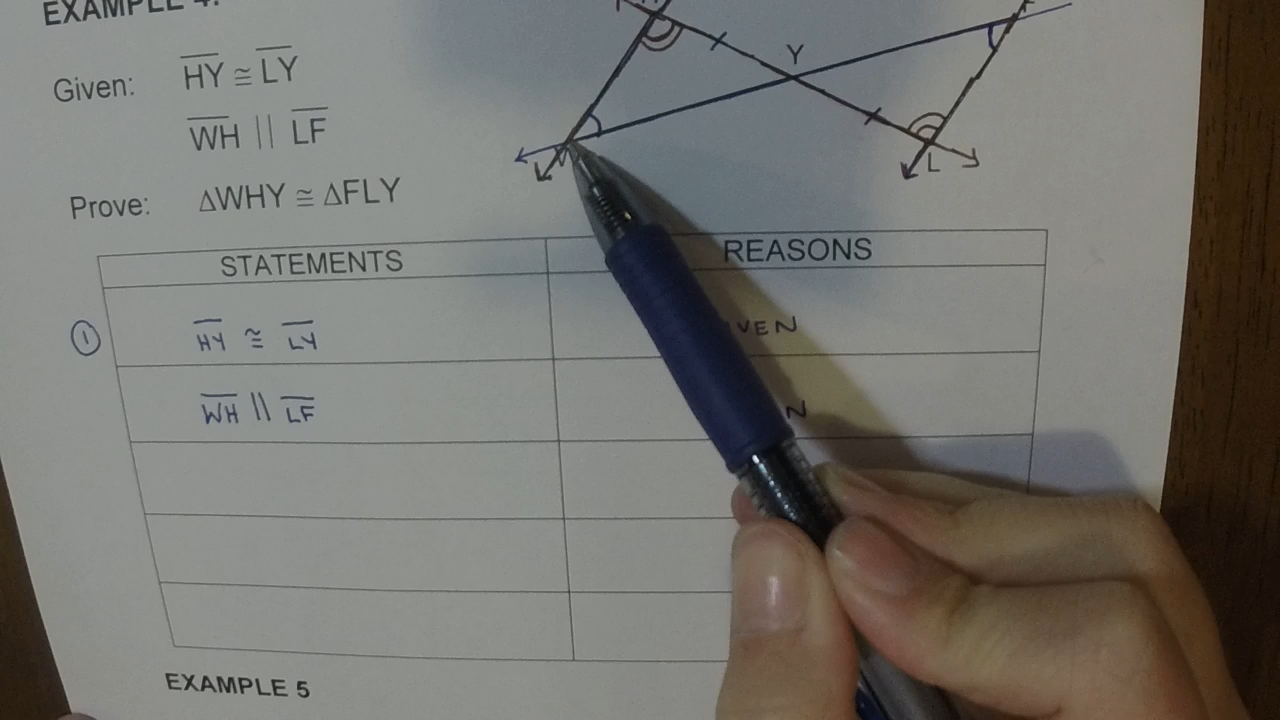 EXAMPLE 4:
Given: HY ≅ LY
WH || LF
Prove: ΔWHY ≅ ΔFLY
Y
L
STATEMENTS REASONS
① HY ≅ LY VEN
WH || LF N
EXAMPLE 5